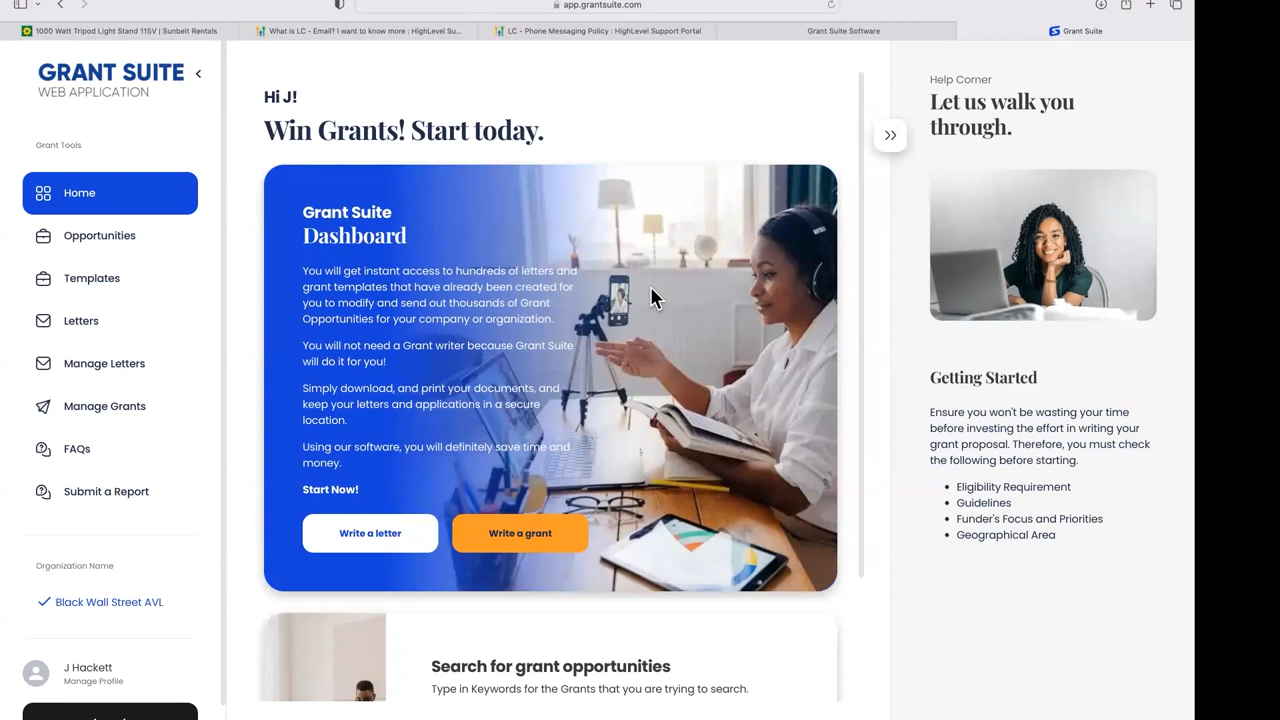 app.grantsuite.com
1000 Watt Tripod Light Stand 115V | Sunbelt Rentals
What is LC - Email? I want to know more : HighLevel Su...
LC - Phone Messaging Policy : HighLevel Support Portal
Grant Suite Software
Grant Suite
GRANT SUITE
WEB APPLICATION
Grant Tools
Home
Opportunities
Templates
Letters
Manage Letters
Manage Grants
FAQs
Submit a Report
Organization Name
Black Wall Street AVL
J Hackett
Manage Profile
Hi J!
Win Grants! Start today.
Grant Suite
Dashboard
You will get instant access to hundreds of letters and
grant templates that have already been created for
you to modify and send out thousands of Grant
Opportunities for your company or organization.
You will not need a Grant writer because Grant Suite
will do it for you!
Simply download, and print your documents, and
keep your letters and applications in a secure
location.
Using our software, you will definitely save time and
money.
Start Now!
Write a letter
Write a grant
Search for grant opportunities
Type in Keywords for the Grants that you are trying to search.
Help Corner
Let us walk you
through.
Getting Started
Ensure you won't be wasting your time
before investing the effort in writing your
grant proposal. Therefore, you must check
the following before starting.
• Eligibility Requirement
• Guidelines
• Funder's Focus and Priorities
• Geographical Area